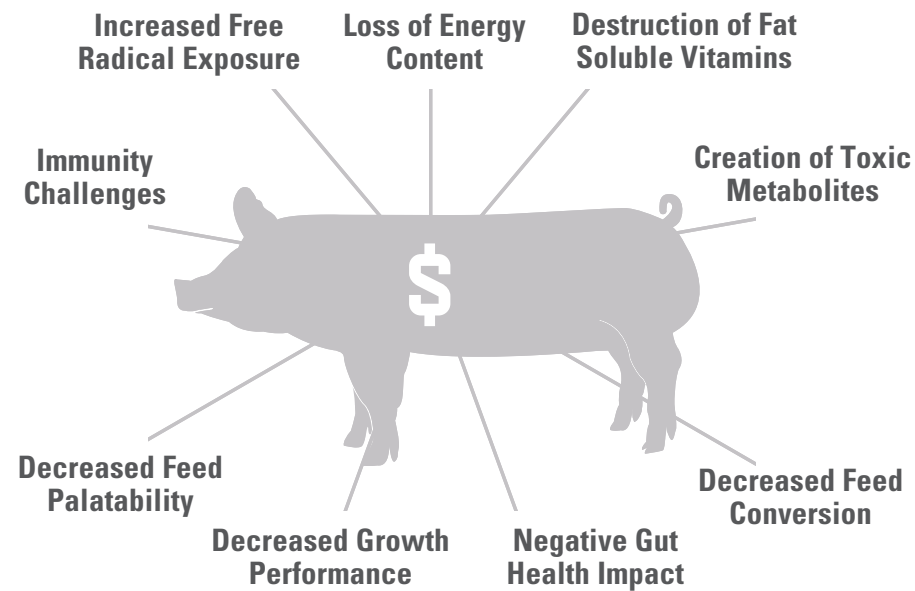 Increased Free
Radical Exposure
Loss of Energy
Content
Destruction of Fat
Soluble Vitamins
Immunity
Challenges
Creation of Toxic
Metabolites
$
Decreased Feed
Palatability
Decreased Growth
Performance
Negative Gut
Health Impact
Decreased Feed
Conversion